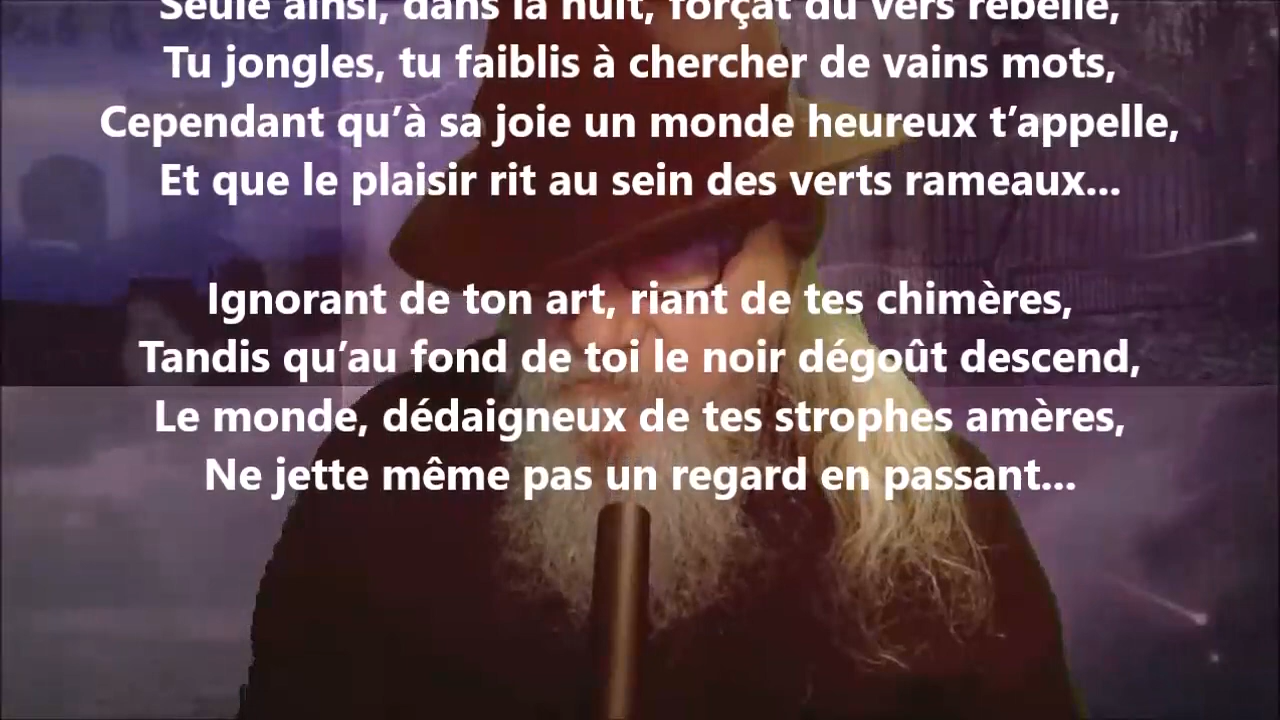 Seule ainsi, dans la nuit, forçat du vers rebelle,
Tu jongles, tu faiblis à chercher de vains mots,
Cependant qu’à sa joie un monde heureux t’appelle,
Et que le plaisir rit au sein des verts rameaux...
Ignorant de ton art, riant de tes chimères,
Tandis qu’au fond de toi le noir dégoût descend,
Le monde, dédaigneux de tes strophes amères,
Ne jette même pas un regard en passant...